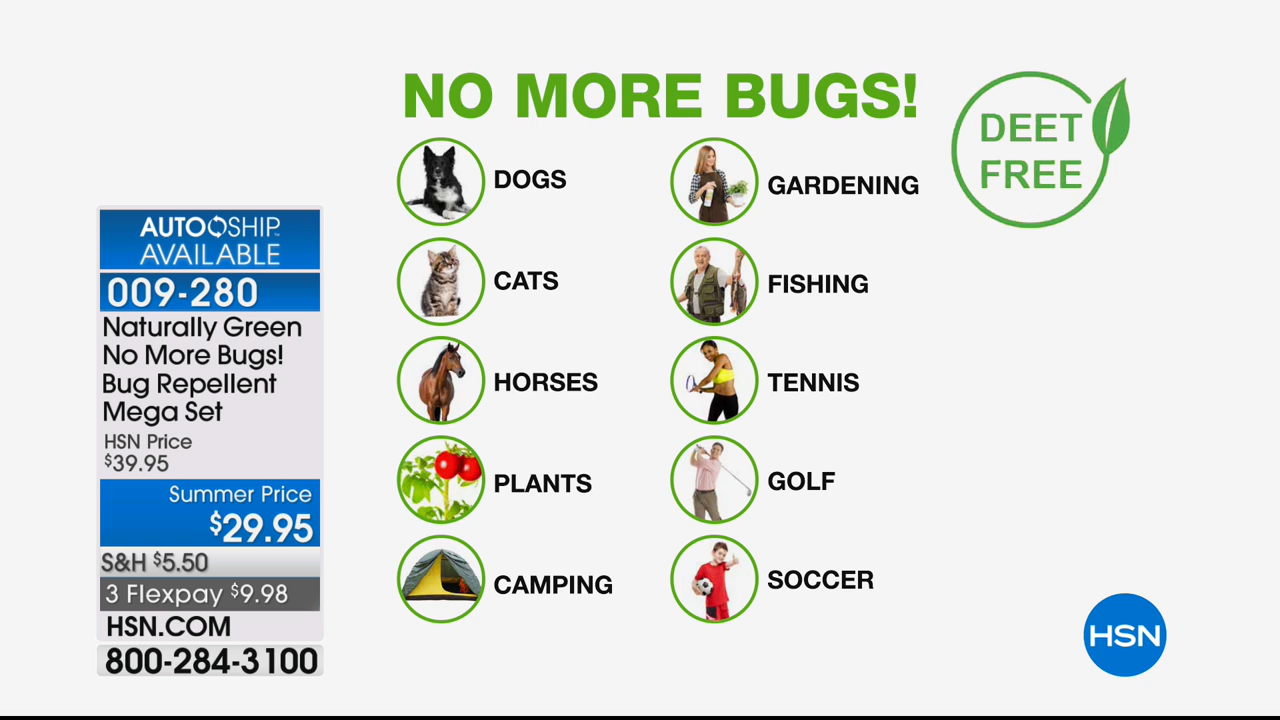 NO MORE BUGS!
DEET
FREE
DOGS
GARDENING
CATS
FISHING
HORSES
TENNIS
PLANTS
GOLF
CAMPING
SOCCER
AUTOSHIP™
AVAILABLE
009-280
Naturally Green
No More Bugs!
Bug Repellent
Mega Set
HSN Price
$39.95
Summer Price
$29.95
S&H $5.50
3 Flexpay $9.98
HSN.COM
800-284-3100
HSN